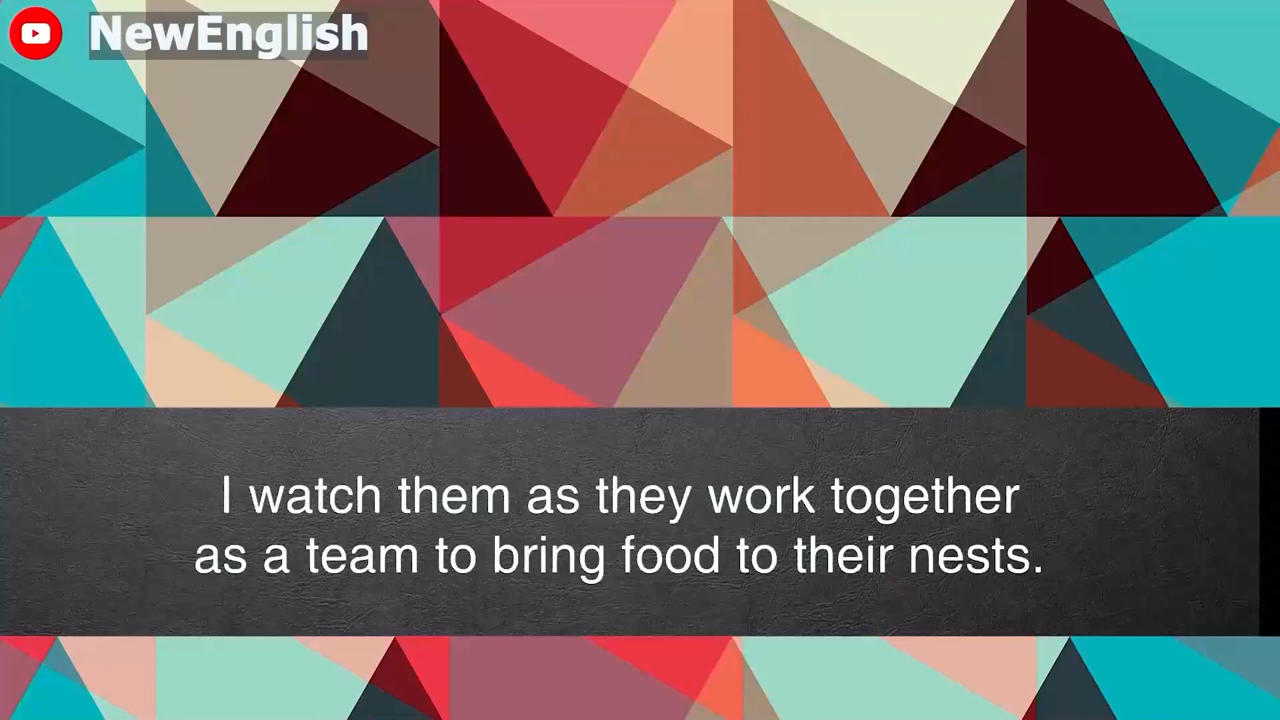 NewEnglish
I watch them as they work together
as a team to bring food to their nests.